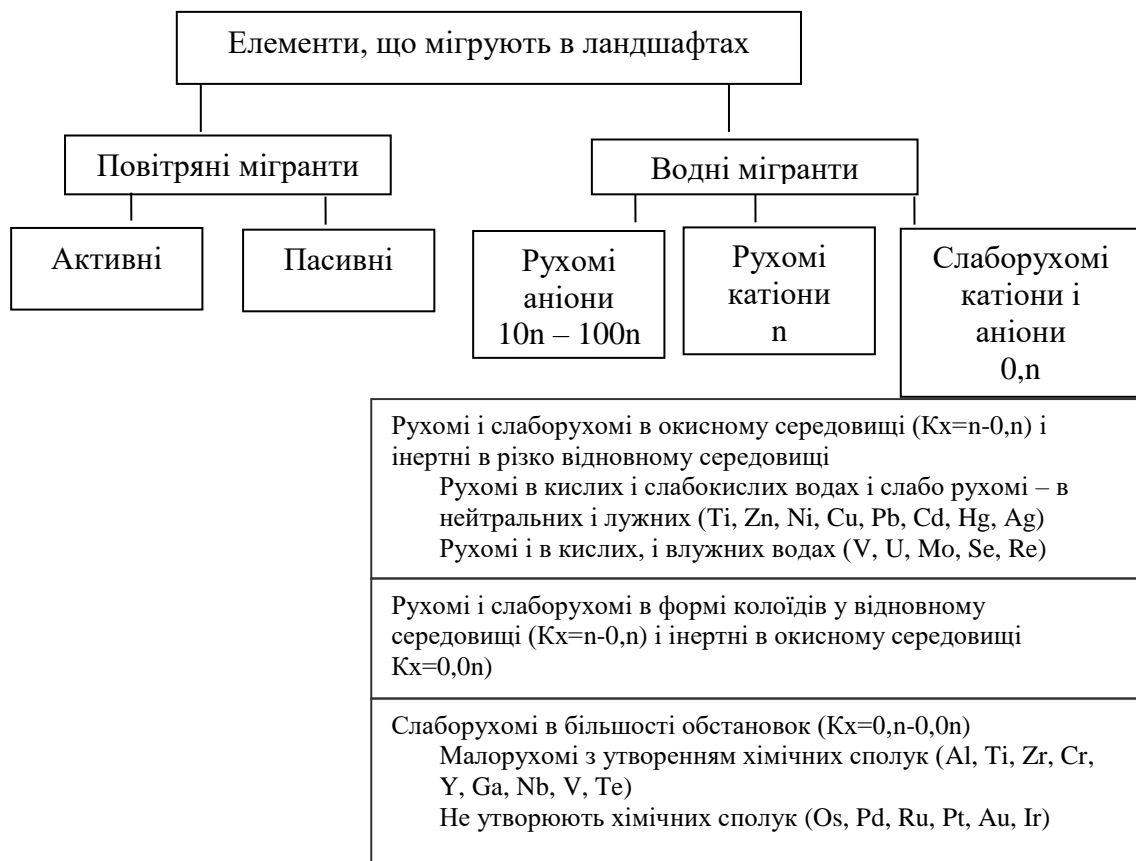 Елементи, що мігрують в ландшафтах
Повітряні мігранти
Водні мігранти
Активні
Пасивні
Рухомі
аніони
10n – 100n
Рухомі
катіони
n
Слаборухомі
катіони і
аніони
0,n
Рухомі і слаборухомі в окисному середовищі (Кх=n-0,n) і
інертні в різко відновному середовищі
Рухомі в кислих і слабокислих водах і слабо рухомі – в
нейтральних і лужних (Ti, Zn, Ni, Cu, Pb, Cd, Hg, Ag)
Рухомі і в кислих, і влужних водах (V, U, Mo, Se, Re)
Рухомі і слаборухомі в формі колоїдів у відновному
середовищі (Кх=n-0,n) і інертні в окисному середовищі
Кх=0,0n)
Слаборухомі в більшості обстановок (Кх=0,n-0,0n)
Малорухомі з утворенням хімічних сполук (Al, Ti, Zr, Cr,
Y, Ga, Nb, V, Te)
Не утворюють хімічних сполук (Os, Pd, Ru, Pt, Au, Ir)